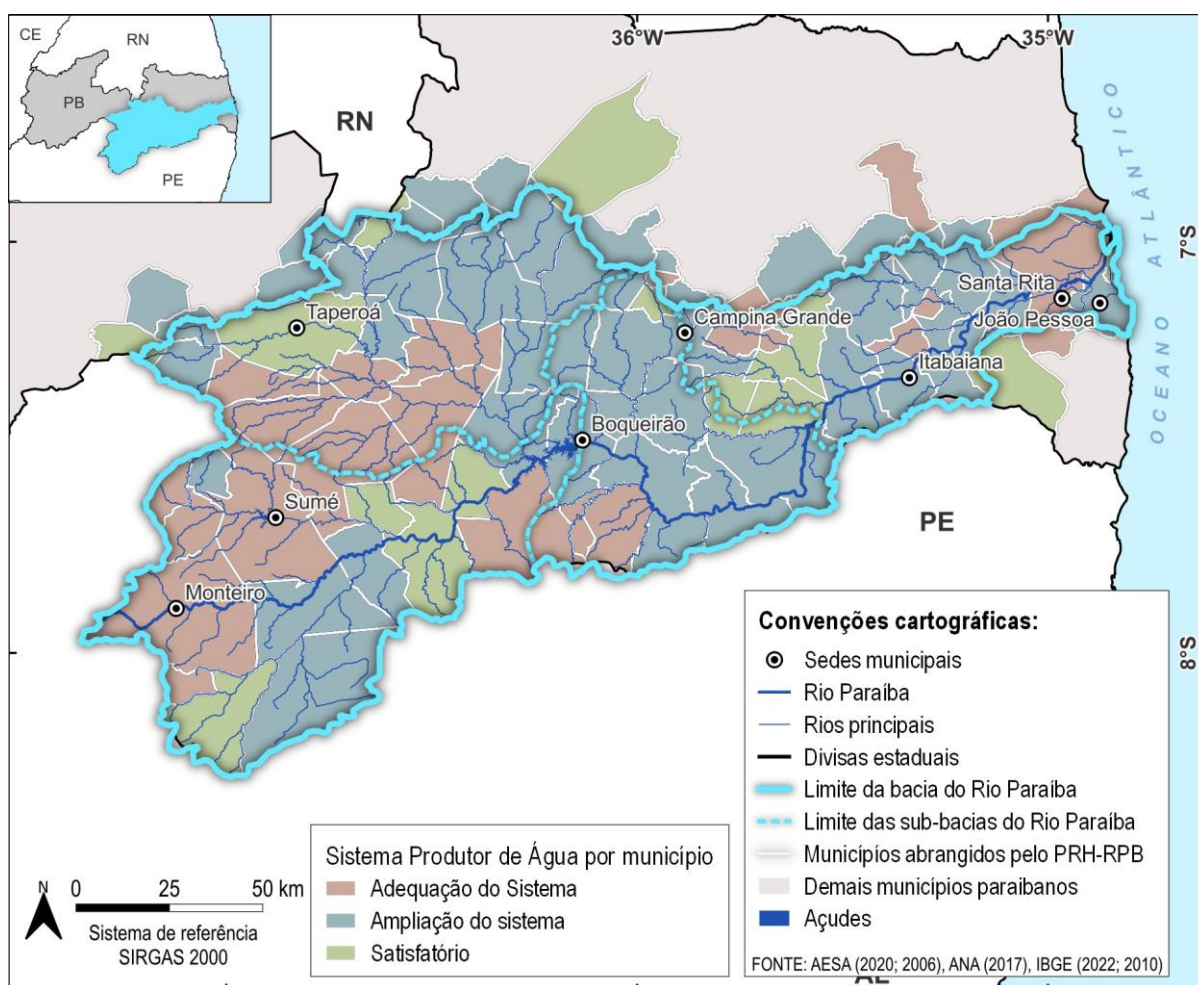 CE
RN
PB
PE
36°W
35°W
RN
7°S
OCEANO ATLÂNTICO
Taperoá
Campina Grande
Santa Rita
João Pessoa
Itabaiana
Boqueirão
Sumé
Monteiro
PE
8°S
N
0 25 50 km
Sistema de referência
SIRGAS 2000
Sistema Produtor de Água por município
Adequação do Sistema
Ampliação do sistema
Satisfatório
Convenções cartográficas:
Sedes municipais
Rio Paraíba
Rios principais
Divisas estaduais
Limite da bacia do Rio Paraíba
Limite das sub-bacias do Rio Paraíba
Municípios abrangidos pelo PRH-RPB
Demais municípios paraibanos
Açudes
FONTE: AESA (2020; 2006), ANA (2017), IBGE (2022; 2010)